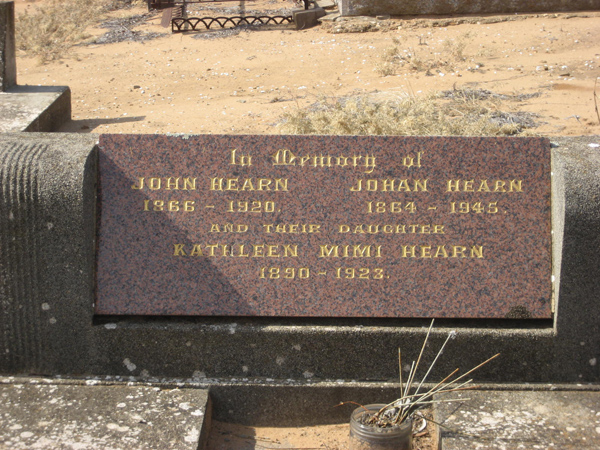 In Memory of
JOHN HEARN JOHAN HEARN
1866 - 1920. 1864 - 1945.
AND THEIR DAUGHTER
KATHLEEN MIMI HEARN
1890 - 1923.